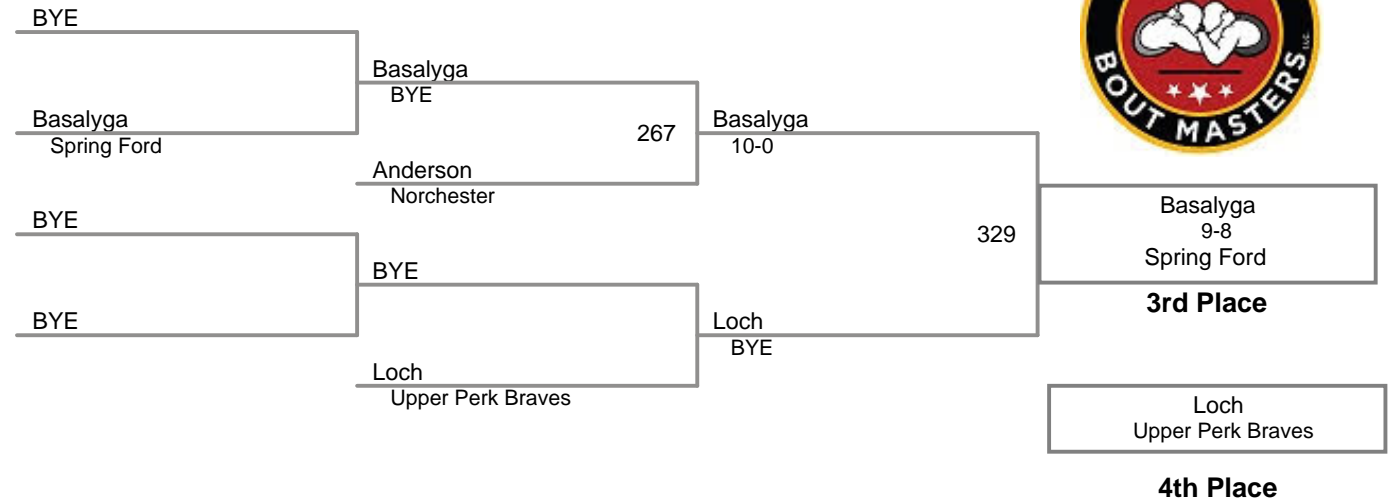 BYE
Basalyga
Spring Ford
BYE
BYE
Basalyga
BYE
267
Anderson
Norchester
BYE
Loch
Upper Perk Braves
Basalyga
10-0
329
Loch
BYE
BOUT MASTERS LLC.
Basalyga
9-8
Spring Ford
3rd Place
Loch
Upper Perk Braves
4th Place